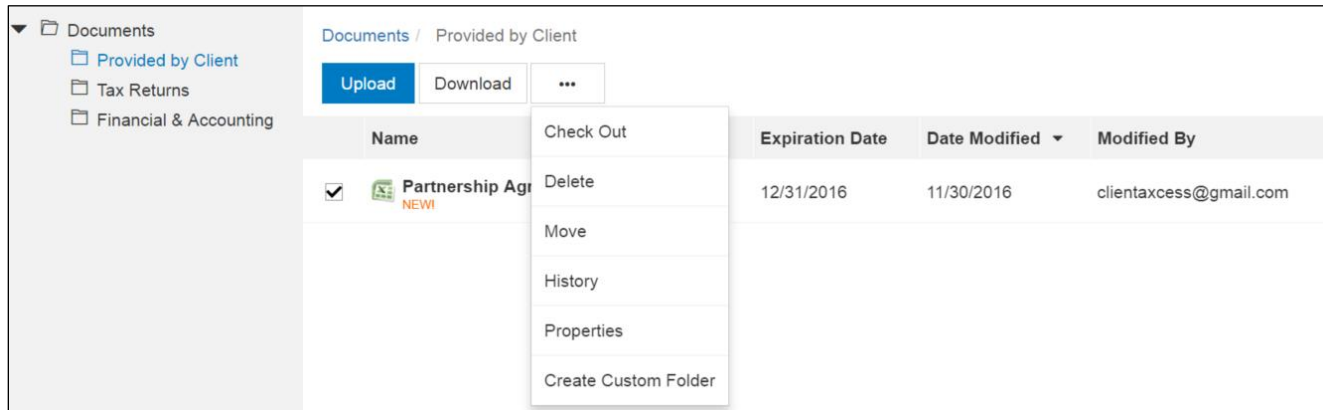 Documents
Provided by Client
Tax Returns
Financial & Accounting
Documents / Provided by Client
Upload Download •••
Name Expiration Date Date Modified Modified By
Partnership Agr 12/31/2016 11/30/2016 clientaxcess@gmail.com
NEW!
Check Out
Delete
Move
History
Properties
Create Custom Folder